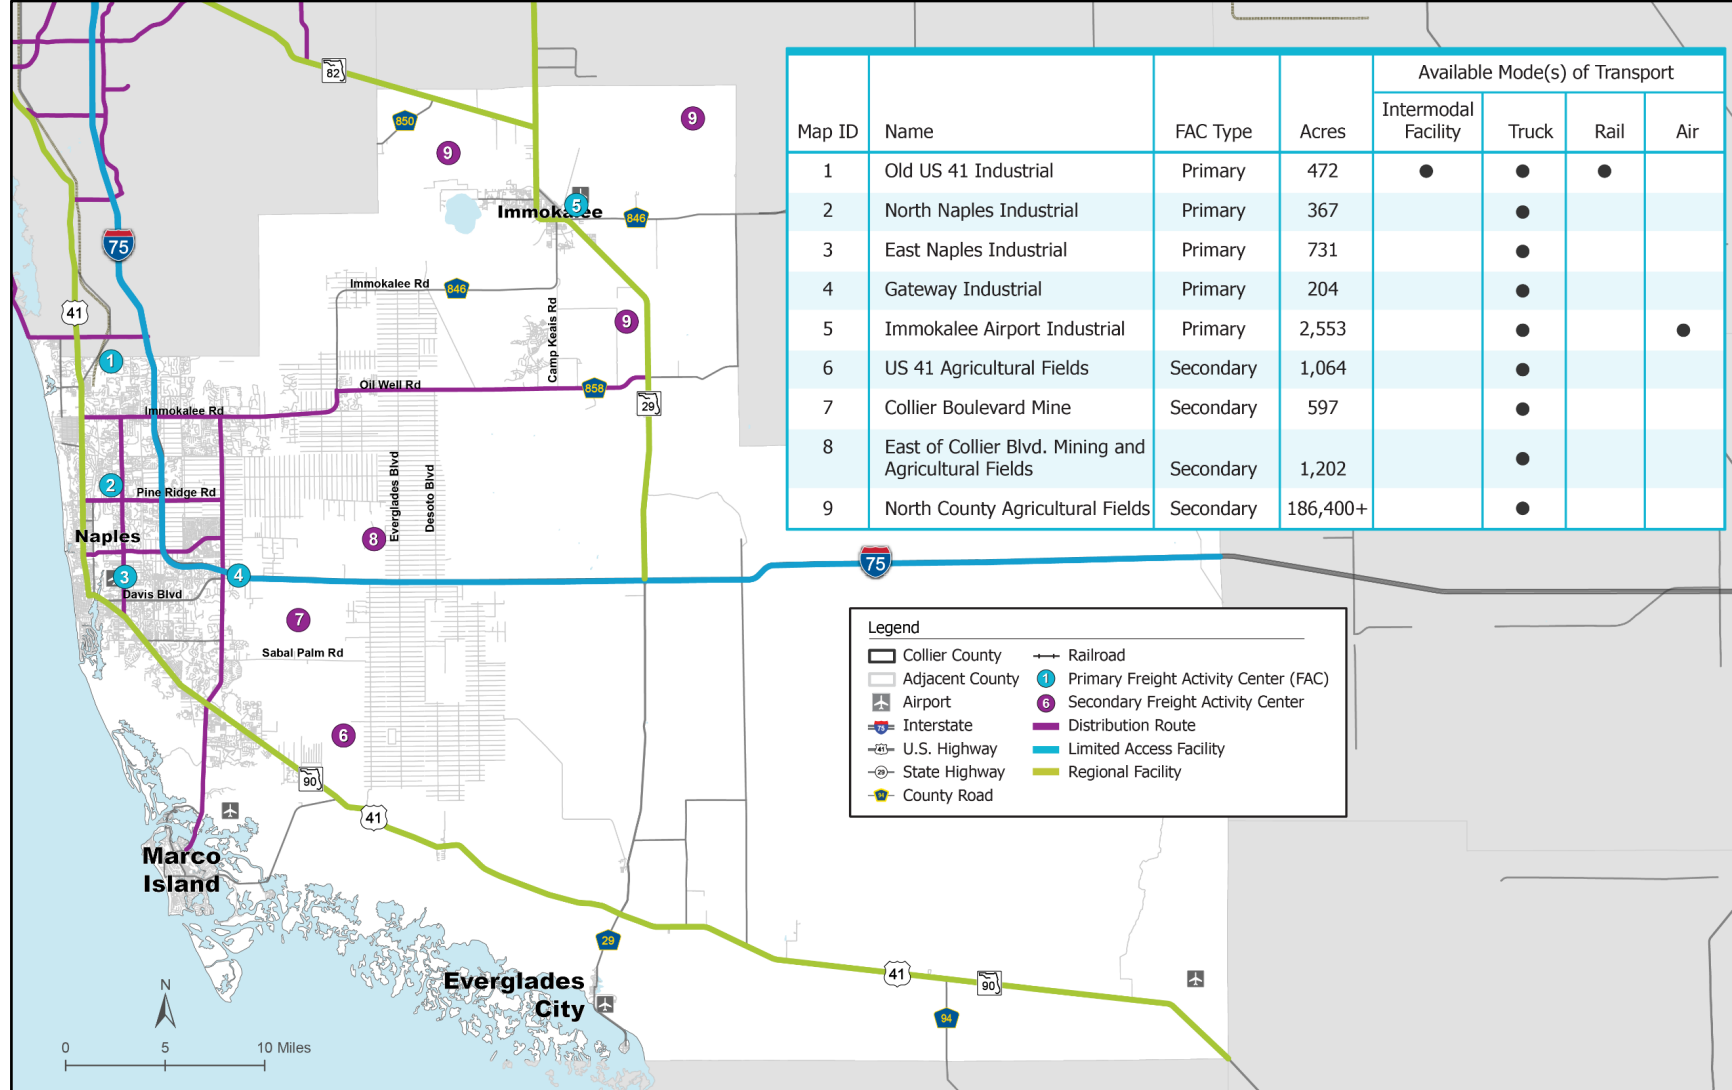 Available Mode(s) of Transport
Map ID Name FAC Type Acres Intermodal Facility Truck Rail Air
1 Old US 41 Industrial Primary 472 ● ● ●
2 North Naples Industrial Primary 367 ●
3 East Naples Industrial Primary 731 ●
4 Gateway Industrial Primary 204 ●
5 Immokalee Airport Industrial Primary 2,553 ● ●
6 US 41 Agricultural Fields Secondary 1,064 ●
7 Collier Boulevard Mine Secondary 597 ●
8 East of Collier Blvd. Mining and
Agricultural Fields Secondary 1,202 ●
9 North County Agricultural Fields Secondary 186,400+ ●
82
850
9
9
5
Immokalee
846
75
Immokalee Rd
846
41
Camp Keais Rd
9
1
Oil Well Rd
858
29
Immokalee Rd
2
Pine Ridge Rd
Everglades Blvd
Desoto Blvd
Naples
8
75
3
4
Davis Blvd
7
Sabal Palm Rd
6
90
41
Marco
Island
29
Everglades
City
41
90
94
N
0 5 10 Miles
Legend
Collier County
Adjacent County
Airport
75 Interstate
41 U.S. Highway
29 State Highway
94 County Road
Railroad
1 Primary Freight Activity Center (FAC)
6 Secondary Freight Activity Center
Distribution Route
Limited Access Facility
Regional Facility